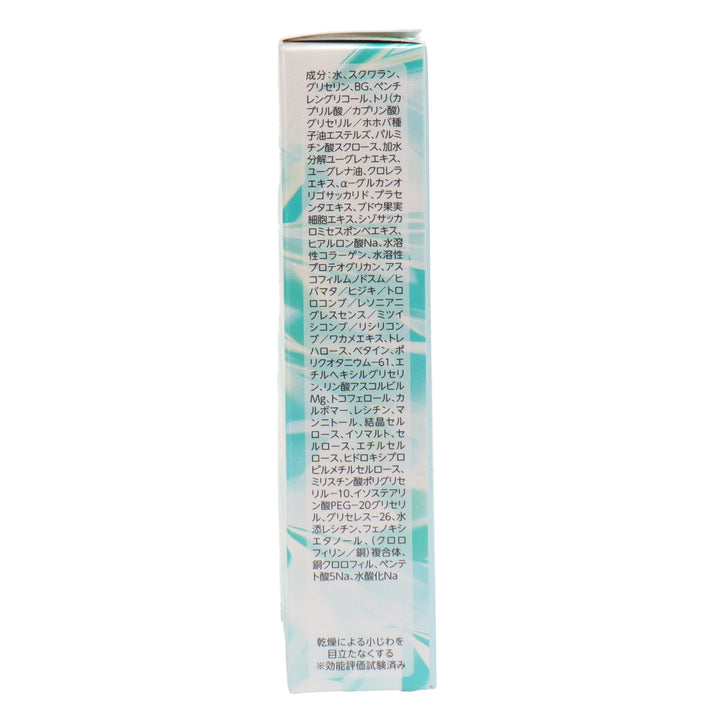 成分：水、スクワラン、
グリセリン、BG、ペンチ
レングリコール、トリ（カ
プリル酸／カプリン酸）
グリセリル／ホホバ種
子油エステルズ、パルミ
チン酸スクロース、加水
分解ユーグレナエキス、
ユーグレナ油、クロレラ
エキス、α-グルカンオ
リゴサッカリド、プラセ
ンタエキス、ブドウ果実
細胞エキス、シゾサッカ
ロミセスポンベエキス、
ヒアルロン酸Na、水溶
性コラーゲン、水溶性
プロテオグリカン、アス
コフィルムノドスム／ヒ
バマタ／ヒジキ／トロ
ロコンブ／レソニアニ
グレスセンス／ミツイ
シコンブ／リシリコン
ブ／ワカメエキス、トレ
ハロース、ベタイン、ポ
リクオタニウム-61、エ
チルヘキシルグリセリ
ン、リン酸アスコルビル
Mg、トコフェロール、カ
ルボマー、レシチン、マ
ンニトール、結晶セル
ロース、イソマルト、セ
ルロース、エチルセル
ロース、ヒドロキシプロ
ピルメチルセルロース、
ミリスチン酸ポリグリセ
リル-10、イソステアリ
ン酸PEG-20グリセリ
ル、グリセレス-26、水
添レシチン、フェノキシ
エタノール、（クロロ
フィリン／銅）複合体、
銅クロロフィル、ペンテ
ト酸5Na、水酸化Na
乾燥による小じわを
目立たなくする
※効能評価試験済み